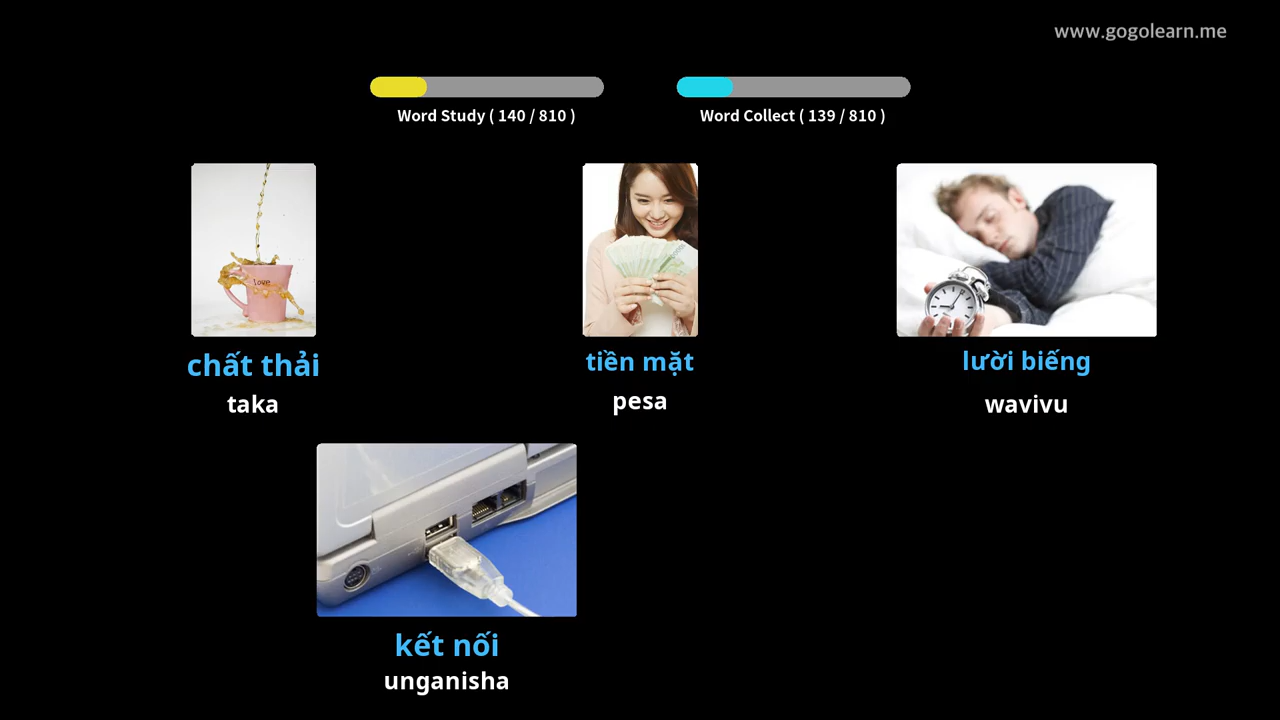 www.gogolearn.me
Word Study ( 140 / 810 )
Word Collect ( 139 / 810 )
love
chất thải
tiền mặt
lười biếng
taka
pesa
wavivu
kết nối
unganisha